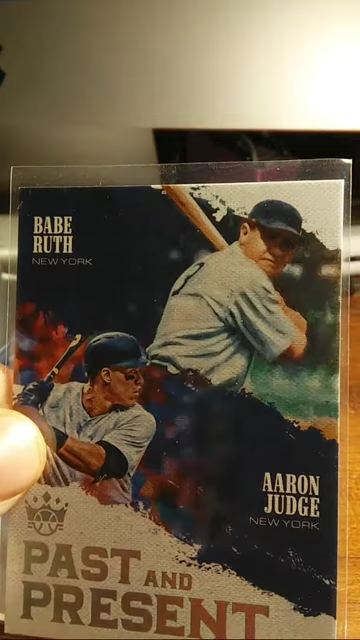 BABE
RUTH
NEW YORK
AARON
JUDGE
NEW YORK
PAST AND
PRESENT